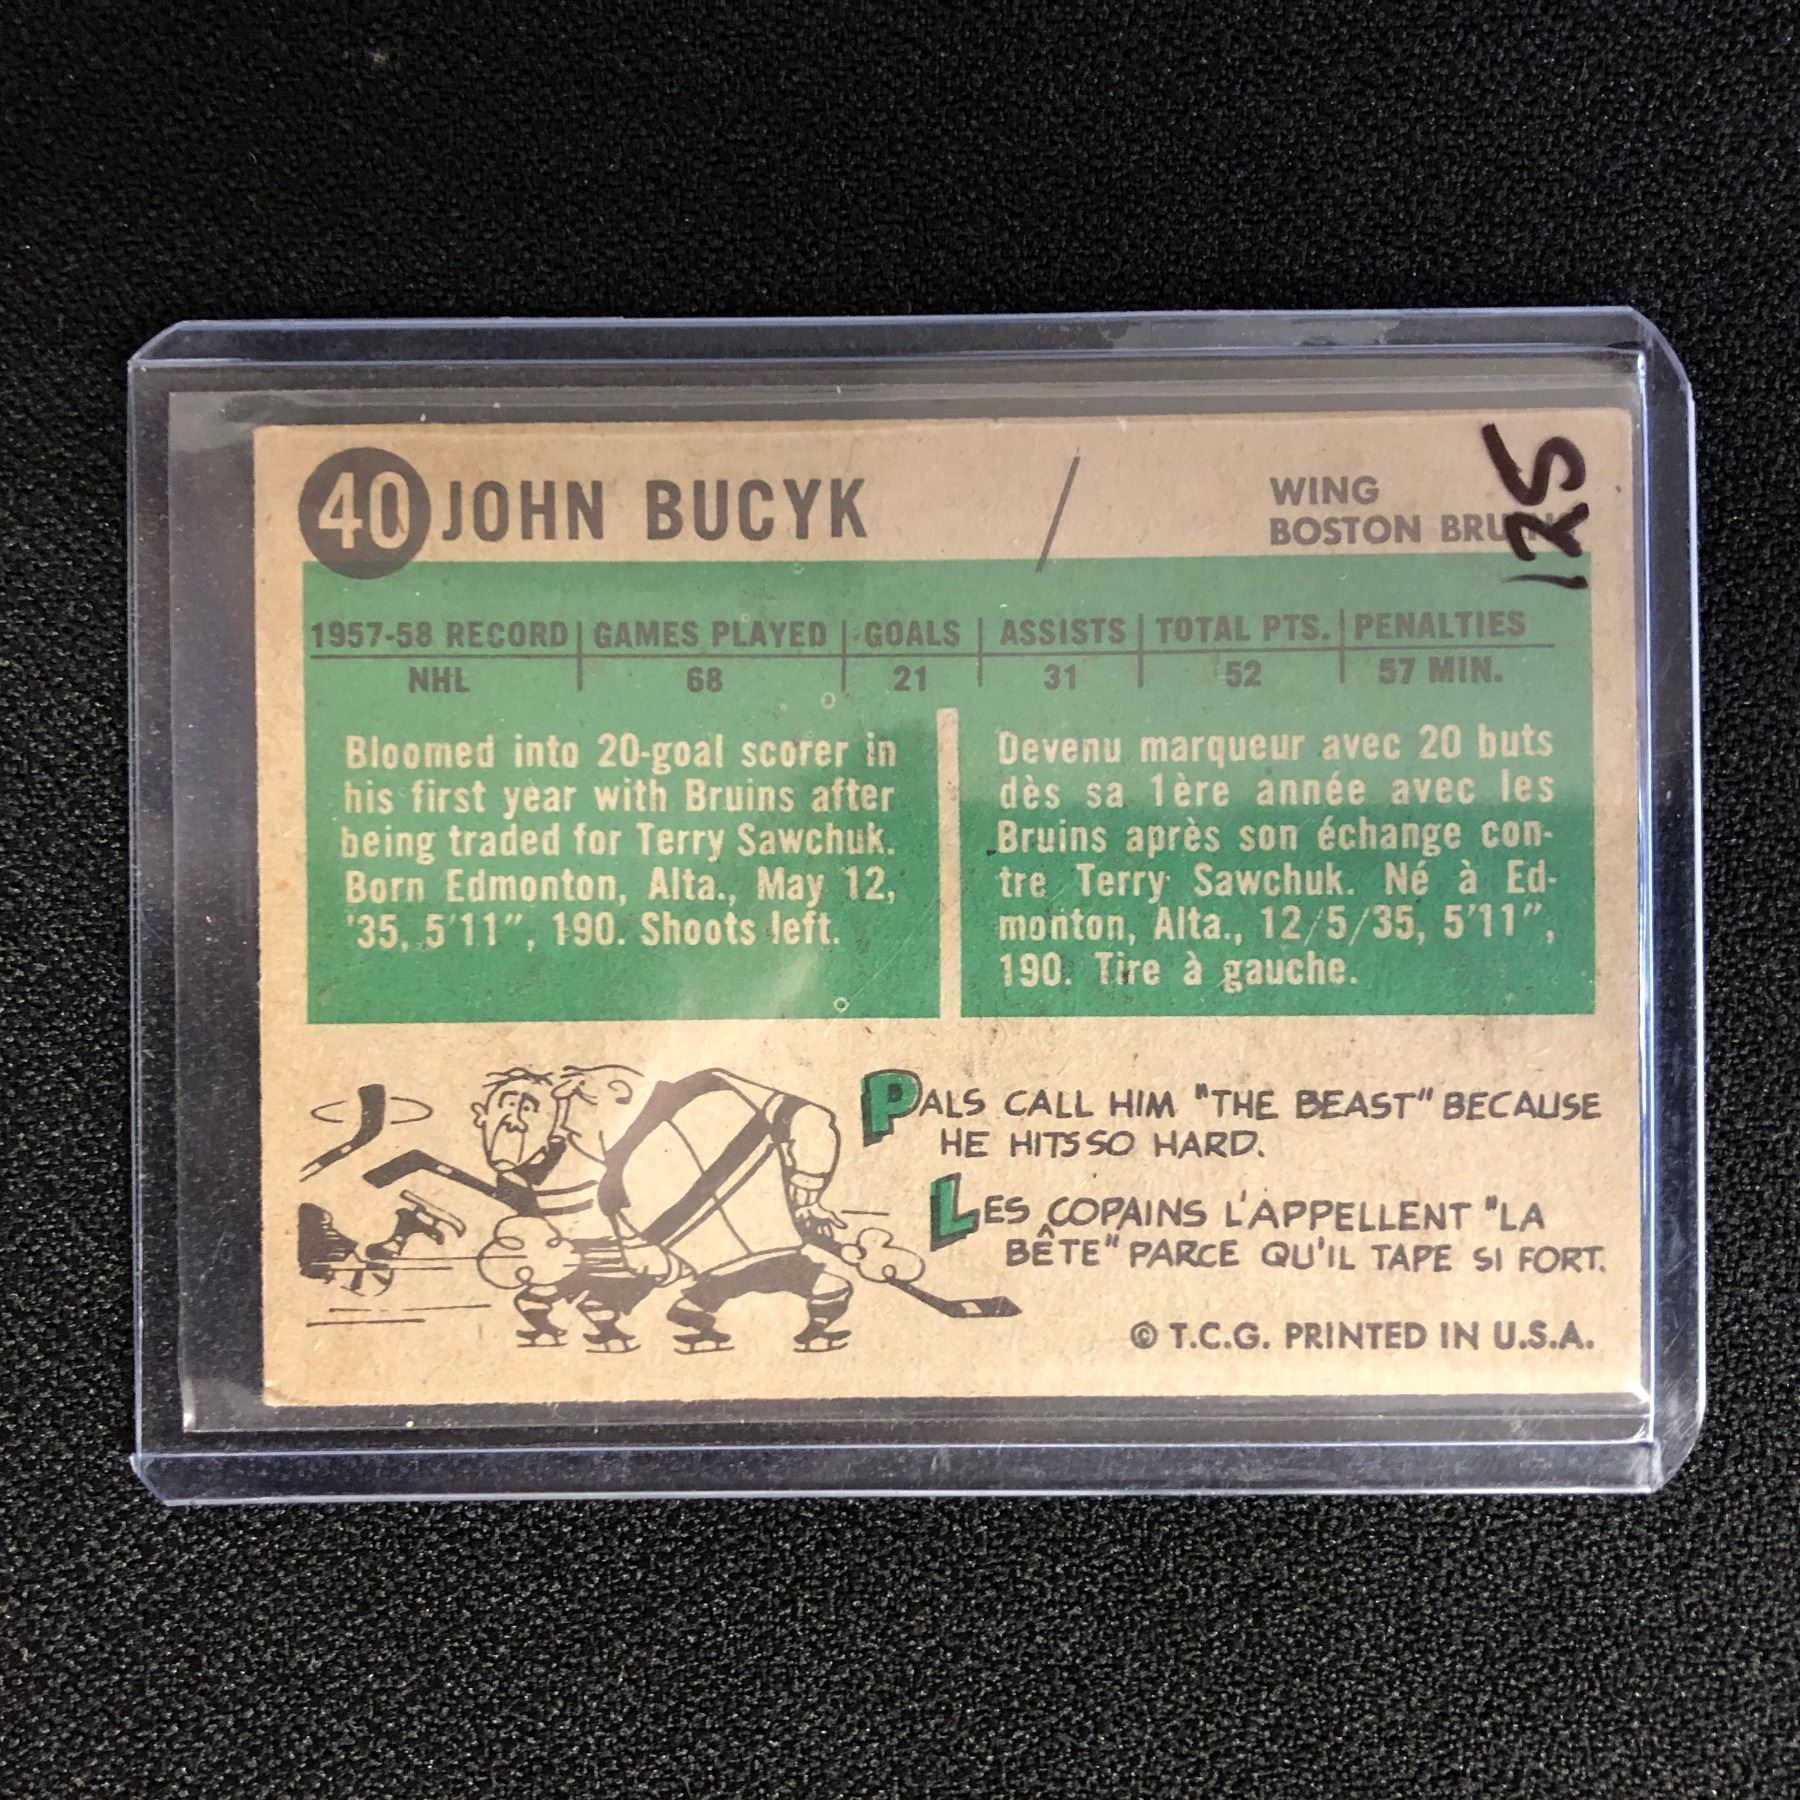 40 JOHN BUCYK /
WING
BOSTON
125
1957-58 RECORD GAMES PLAYED GOALS ASSISTS TOTAL PTS. PENALTIES
NHL 68 21 31 52 57 MIN.
Bloomed into 20-goal scorer in
his first year with Bruins after
being traded for Terry Sawchuk.
Born Edmonton, Alta., May 12,
'35, 5'11", 190. Shoots left.
Devenu marqueur avec 20 buts
dès sa 1ère année avec les
Bruins après son échange con-
tre Terry Sawchuk. Né à Ed-
monton, Alta., 12/5/35, 5'11",
190. Tire à gauche.
PALS CALL HIM "THE BEAST" BECAUSE
HE HITS SO HARD.
LES COPAINS L'APPELLENT "LA
BÊTE" PARCE QU'IL TAPE SI FORT.
© T.C.G. PRINTED IN U.S.A.